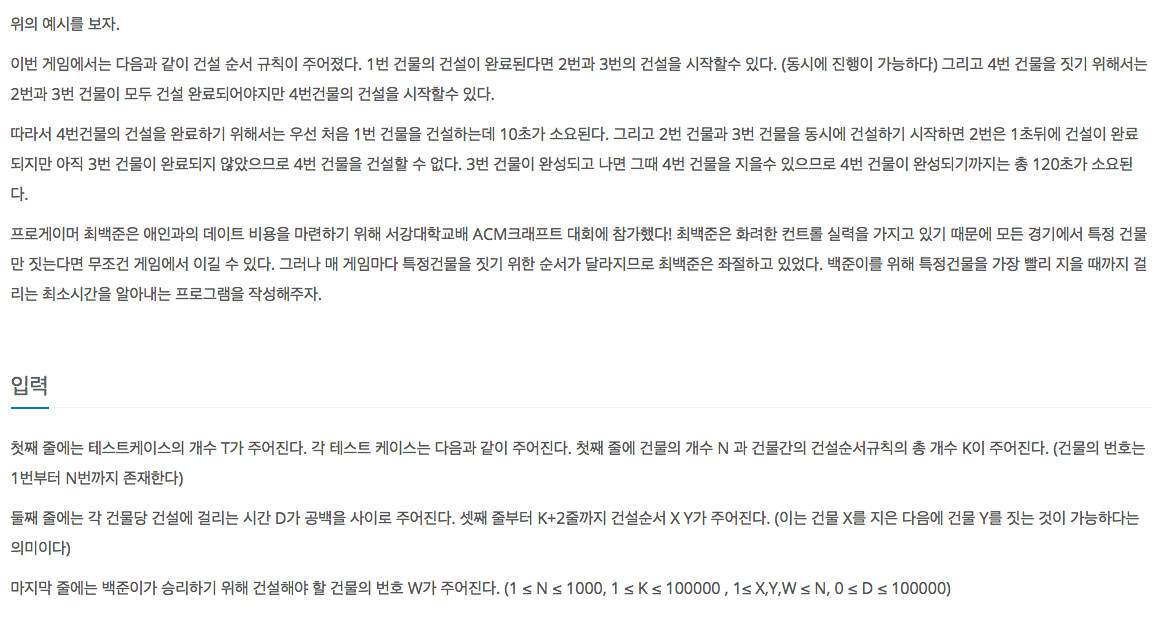 위의 예시를 보자.
이번 게임에서는 다음과 같이 건설 순서 규칙이 주어졌다. 1번 건물의 건설이 완료된다면 2번과 3번의 건설을 시작할수 있다. (동시에 진행이 가능하다) 그리고 4번 건물을 짓기 위해서는
2번과 3번 건물이 모두 건설 완료되어야지만 4번건물의 건설을 시작할수 있다.
따라서 4번건물의 건설을 완료하기 위해서는 우선 처음 1번 건물을 건설하는데 10초가 소요된다. 그리고 2번 건물과 3번 건물을 동시에 건설하기 시작하면 2번은 1초뒤에 건설이 완료
되지만 아직 3번 건물이 완료되지 않았으므로 4번 건물을 건설할 수 없다. 3번 건물이 완성되고 나면 그때 4번 건물을 지을수 있으므로 4번 건물이 완성되기까지는 총 120초가 소요된
다.
프로게이머 최백준은 애인과의 데이트 비용을 마련하기 위해 서강대학교배 ACM크래프트 대회에 참가했다! 최백준은 화려한 컨트롤 실력을 가지고 있기 때문에 모든 경기에서 특정 건물
만 짓는다면 무조건 게임에서 이길 수 있다. 그러나 매 게임마다 특정건물을 짓기 위한 순서가 달라지므로 최백준은 좌절하고 있었다. 백준이를 위해 특정건물을 가장 빨리 지을 때까지 걸
리는 최소시간을 알아내는 프로그램을 작성해주자.
입력
첫째 줄에는 테스트케이스의 개수 T가 주어진다. 각 테스트 케이스는 다음과 같이 주어진다. 첫째 줄에 건물의 개수 N 과 건물간의 건설순서규칙의 총 개수 K이 주어진다. (건물의 번호는
1번부터 N번까지 존재한다)
둘째 줄에는 각 건물당 건설에 걸리는 시간 D가 공백을 사이로 주어진다. 셋째 줄부터 K+2줄까지 건설순서 X Y가 주어진다. (이는 건물 X를 지은 다음에 건물 Y를 짓는 것이 가능하다는
의미이다)
마지막 줄에는 백준이가 승리하기 위해 건설해야 할 건물의 번호 W가 주어진다. (1 ≤ N ≤ 1000, 1 ≤ K ≤ 100000 , 1≤ X,Y,W ≤ N, 0 ≤ D ≤ 100000)